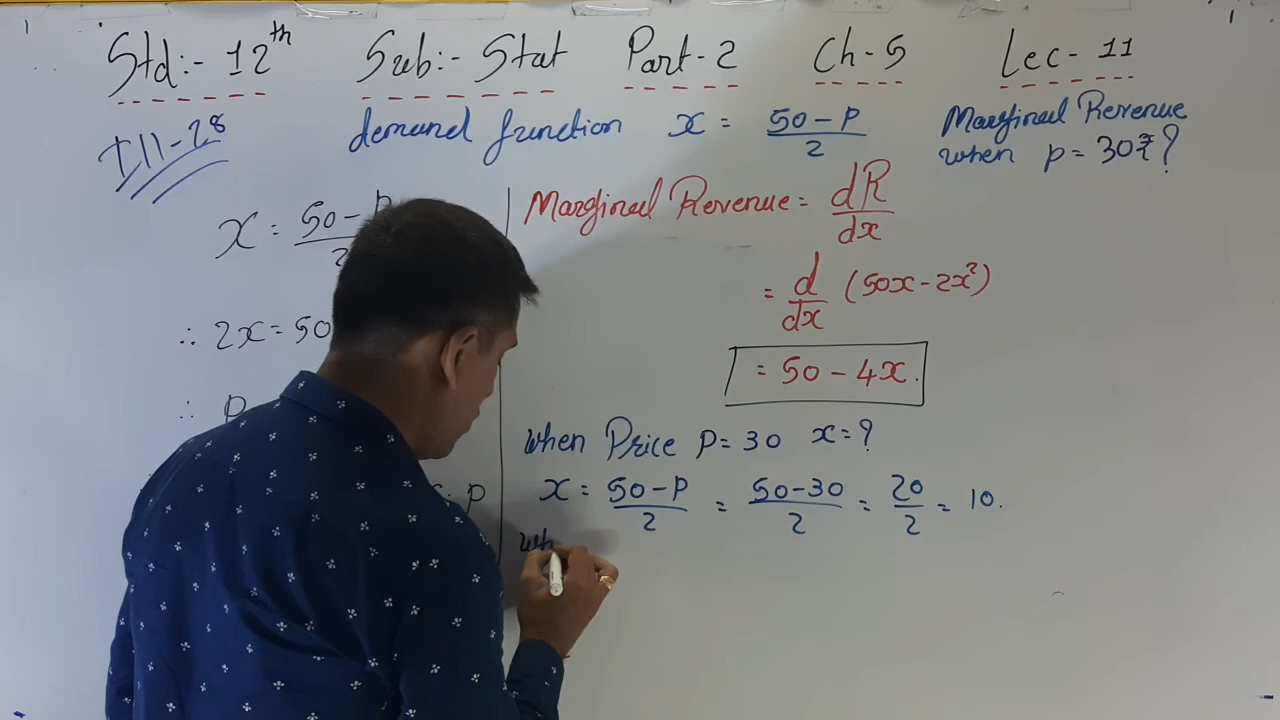 Std:- 12th Sub:- Stat Part-2 Ch-5 Lec-11
Ill-28 demand function x = 50-P/2 Marginal Revenue
when p = 30₹?
x = 50-P
∴ 2x = 50
∴ P
x · p
Marginal Revenue = dR/dx
= d/dx (50x - 2x²)
= 50 - 4x.
when Price P = 30 x = ?
x = 50-P/2 = 50-30/2 = 20/2 = 10.
wh